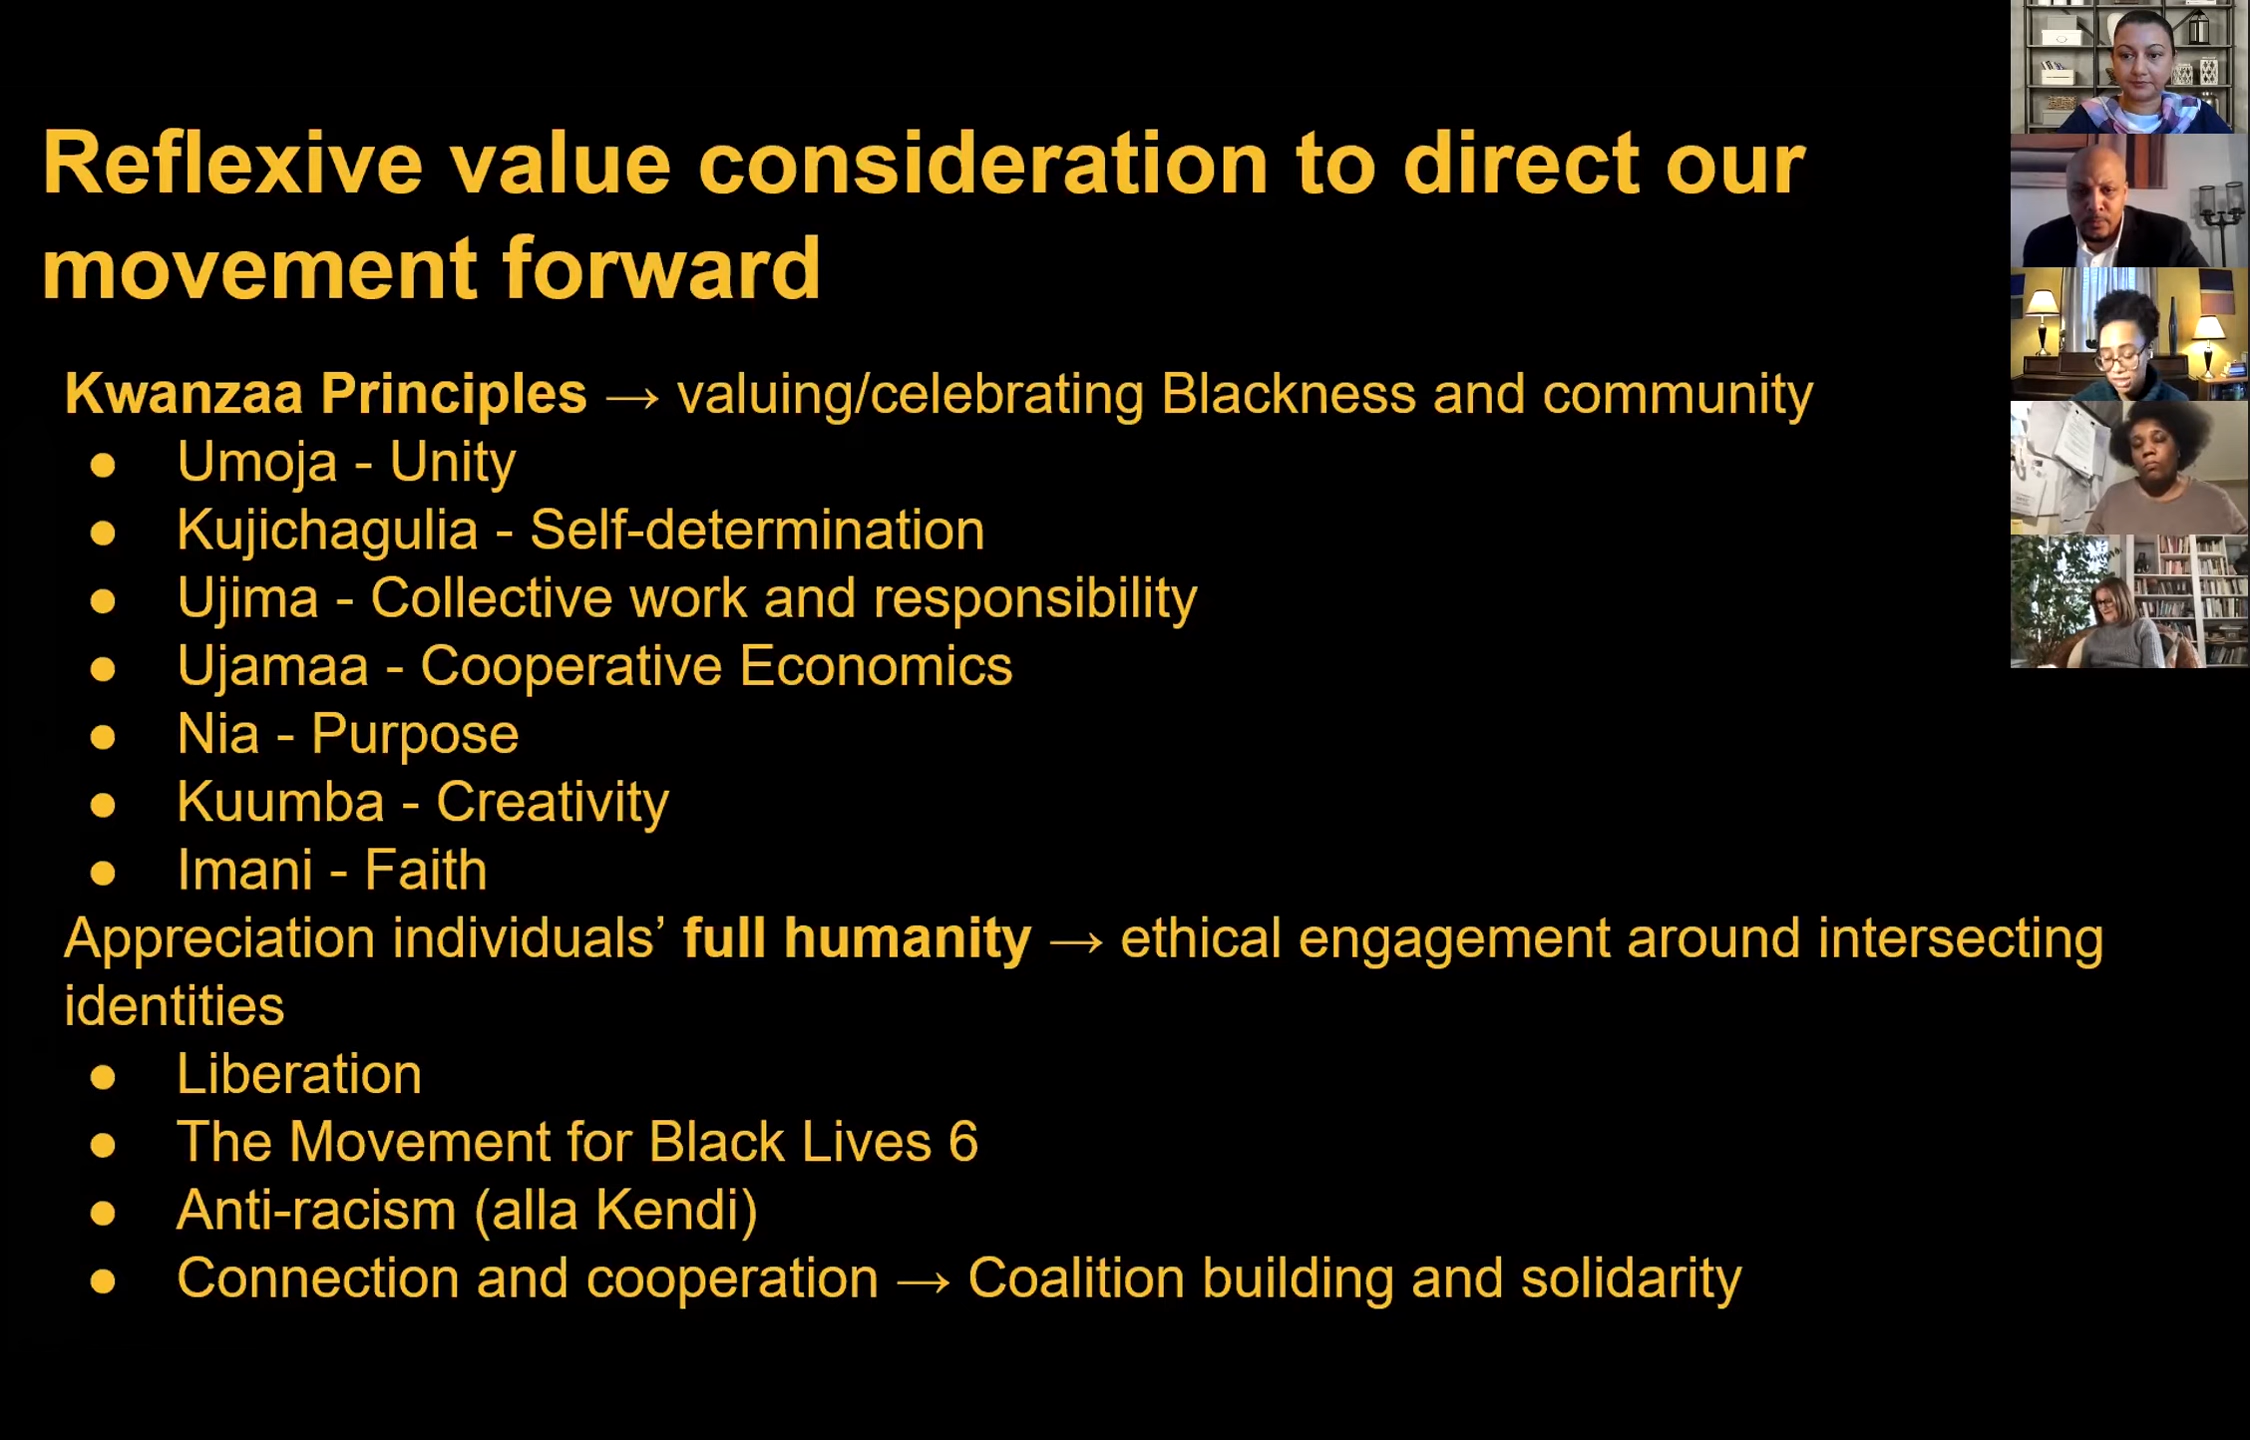 Reflexive value consideration to direct our
movement forward
Kwanzaa Principles → valuing/celebrating Blackness and community
● Umoja - Unity
● Kujichagulia - Self-determination
● Ujima - Collective work and responsibility
● Ujamaa - Cooperative Economics
● Nia - Purpose
● Kuumba - Creativity
● Imani - Faith
Appreciation individuals’ full humanity → ethical engagement around intersecting
identities
● Liberation
● The Movement for Black Lives 6
● Anti-racism (alla Kendi)
● Connection and cooperation → Coalition building and solidarity